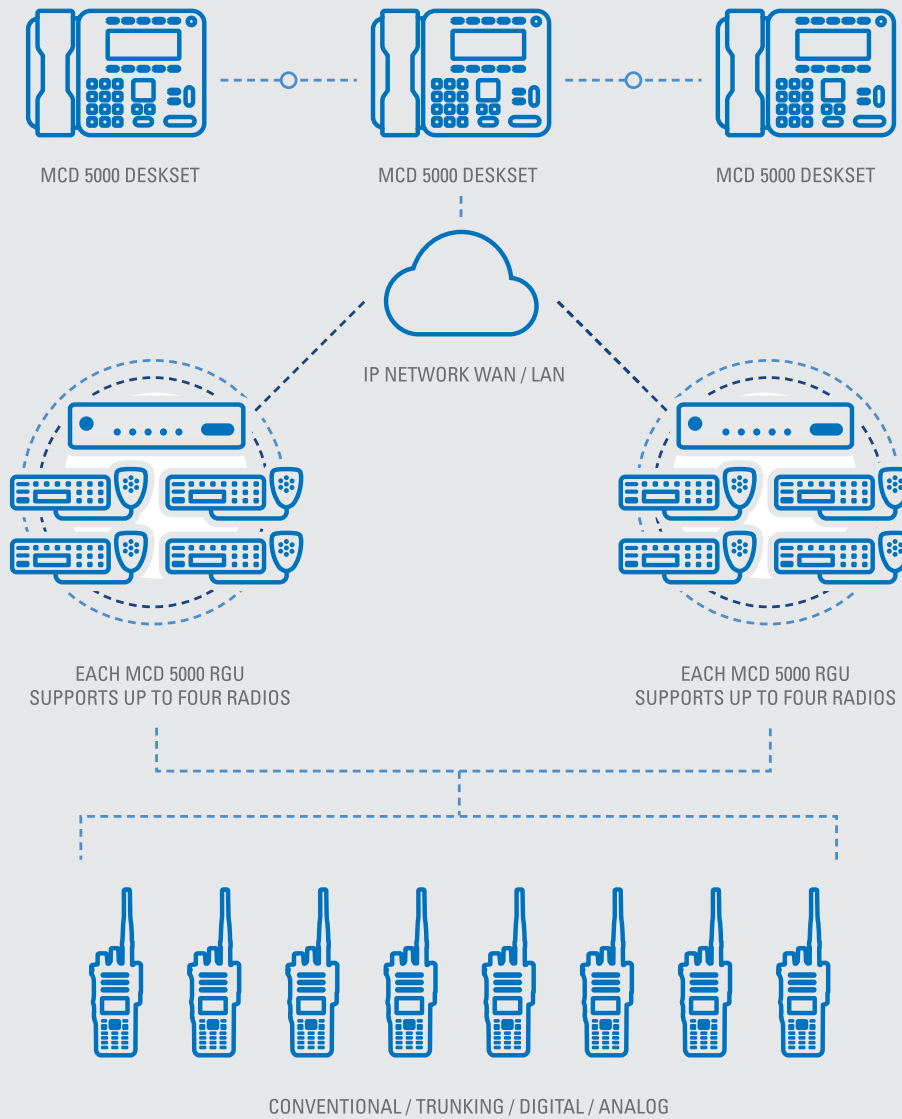 MCD 5000 DESKSET
MCD 5000 DESKSET
MCD 5000 DESKSET
IP NETWORK WAN / LAN
EACH MCD 5000 RGU
SUPPORTS UP TO FOUR RADIOS
EACH MCD 5000 RGU
SUPPORTS UP TO FOUR RADIOS
CONVENTIONAL / TRUNKING / DIGITAL / ANALOG